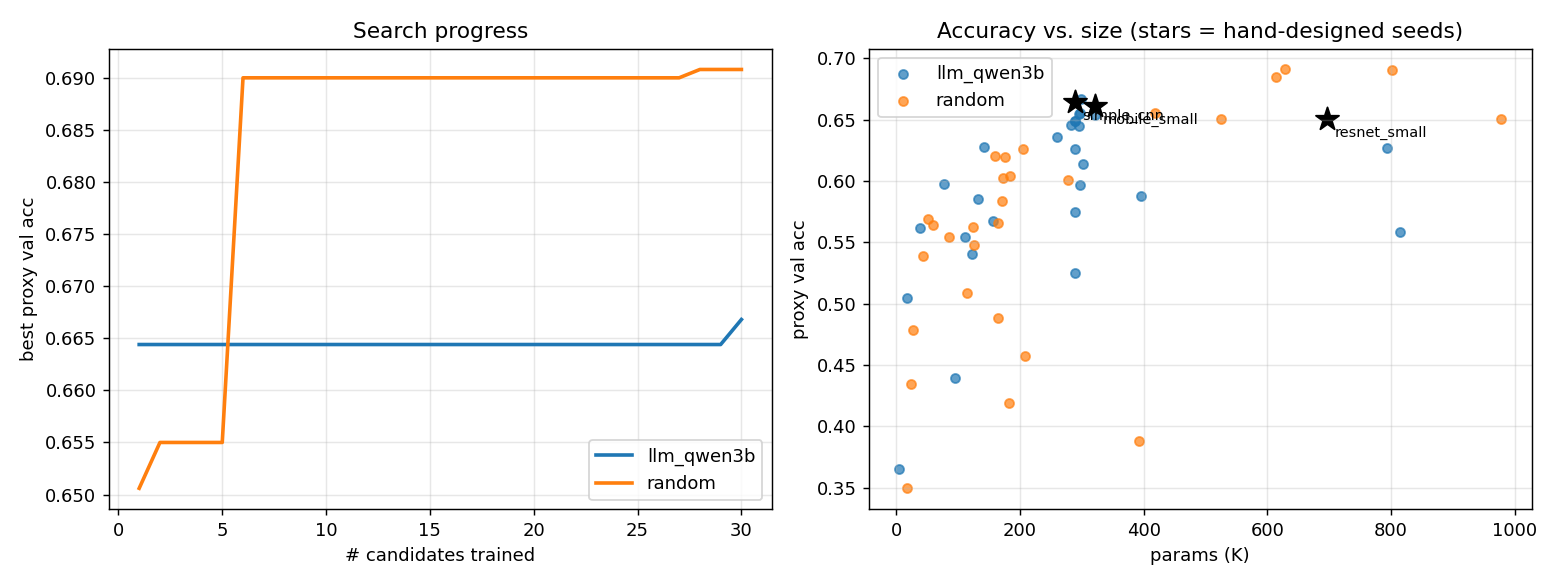 Search progress
best proxy val acc
0.690
0.685
0.680
0.675
0.670
0.665
0.660
0.655
0.650
0 5 10 15 20 25 30
# candidates trained
llm_qwen3b
random
Accuracy vs. size (stars = hand-designed seeds)
proxy val acc
0.70
0.65
0.60
0.55
0.50
0.45
0.40
0.35
0 200 400 600 800 1000
params (K)
llm_qwen3b
random
simple_cnn
mobile_small
resnet_small